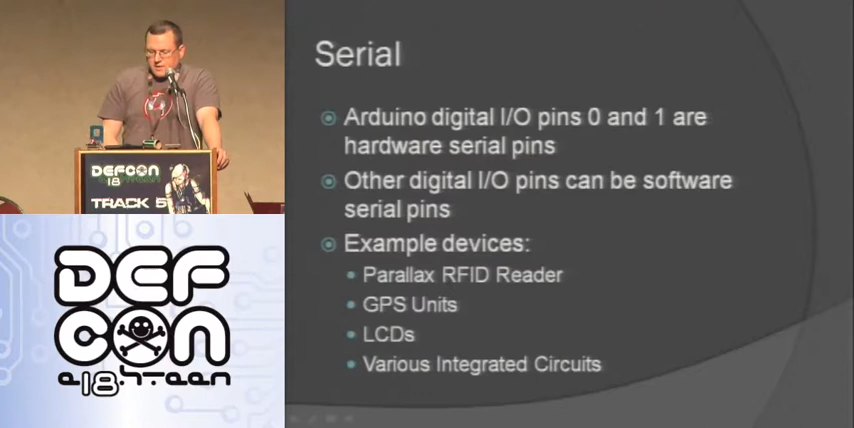 DEFCON
18
TRACK 5
DEF
CON
e18h-teen
Serial
Arduino digital I/O pins 0 and 1 are
hardware serial pins
Other digital I/O pins can be software
serial pins
Example devices:
Parallax RFID Reader
GPS Units
LCDs
Various Integrated Circuits